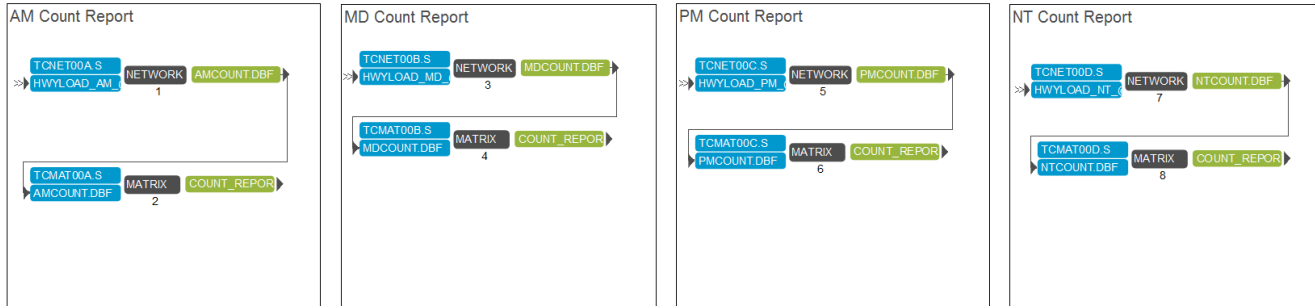 AM Count Report
TCNET00A.S
HWYLOAD_AM_
NETWORK
AMCOUNT.DBF
1
TCMAT00A.S
AMCOUNT.DBF
MATRIX
COUNT_REPOR
2
MD Count Report
TCNET00B.S
HWYLOAD_MD_
NETWORK
MDCOUNT.DBF
3
TCMAT00B.S
MDCOUNT.DBF
MATRIX
COUNT_REPOR
4
PM Count Report
TCNET00C.S
HWYLOAD_PM_
NETWORK
PMCOUNT.DBF
5
TCMAT00C.S
PMCOUNT.DBF
MATRIX
COUNT_REPOR
6
NT Count Report
TCNET00D.S
HWYLOAD_NT_
NETWORK
NTCOUNT.DBF
7
TCMAT00D.S
NTCOUNT.DBF
MATRIX
COUNT_REPOR
8